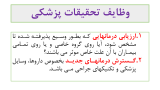 وظایف تحقیقات پزشکی
۱.ارزیابی درمانهایی که بطور وسیع پذیرفته شده تا
مشخص شود، آیا روی گروه خاصی و یا روی تمامی
بیماران با آن علت خاص موثر می باشند؟
۲.گسترش درمانهای جدید بخصوص داروها، وسایل
پزشکی و تکنیکهای جراحی می باشد.